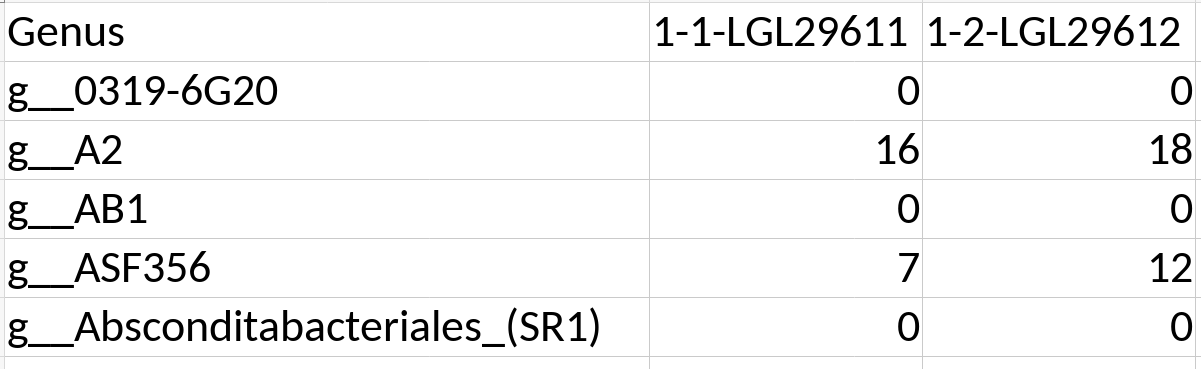 Genus 1-1-LGL29611 1-2-LGL29612
g__0319-6G20 0 0
g__A2 16 18
g__AB1 0 0
g__ASF356 7 12
g__Absconditabacteriales_(SR1) 0 0